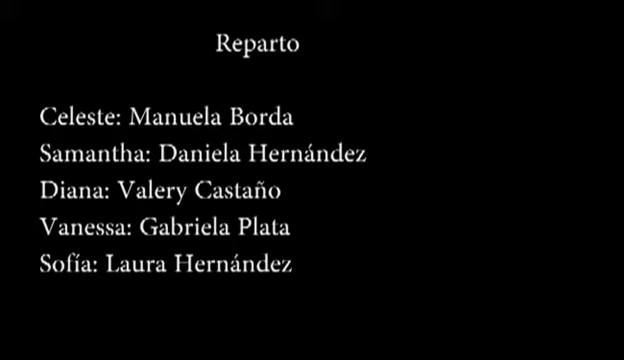 Reparto
Celeste: Manuela Borda
Samantha: Daniela Hernández
Diana: Valery Castaño
Vanessa: Gabriela Plata
Sofía: Laura Hernández